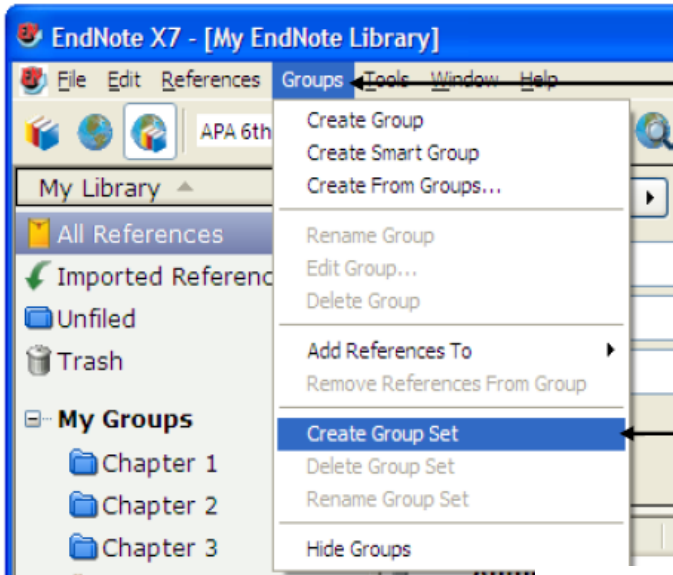 EndNote X7 - [My EndNote Library]
File Edit References Groups Tools Window Help
APA 6th
My Library
All References
Imported Referenc
Unfiled
Trash
My Groups
Chapter 1
Chapter 2
Chapter 3
Create Group
Create Smart Group
Create From Groups...
Rename Group
Edit Group...
Delete Group
Add References To
Remove References From Group
Create Group Set
Delete Group Set
Rename Group Set
Hide Groups